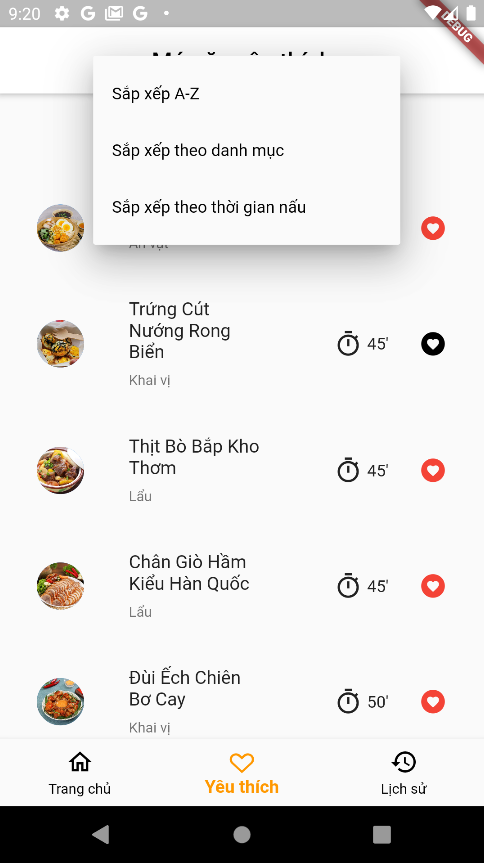 9:20
DEBUG
Sắp xếp A-Z
Sắp xếp theo danh mục
Sắp xếp theo thời gian nấu
Trứng Cút
Nướng Rong
Biển
45'
Khai vị
Thịt Bò Bắp Kho
Thơm
45'
Lẩu
Chân Giò Hầm
Kiểu Hàn Quốc
45'
Lẩu
Đùi Ếch Chiên
Bơ Cay
50'
Khai vị
Trang chủ
Yêu thích
Lịch sử